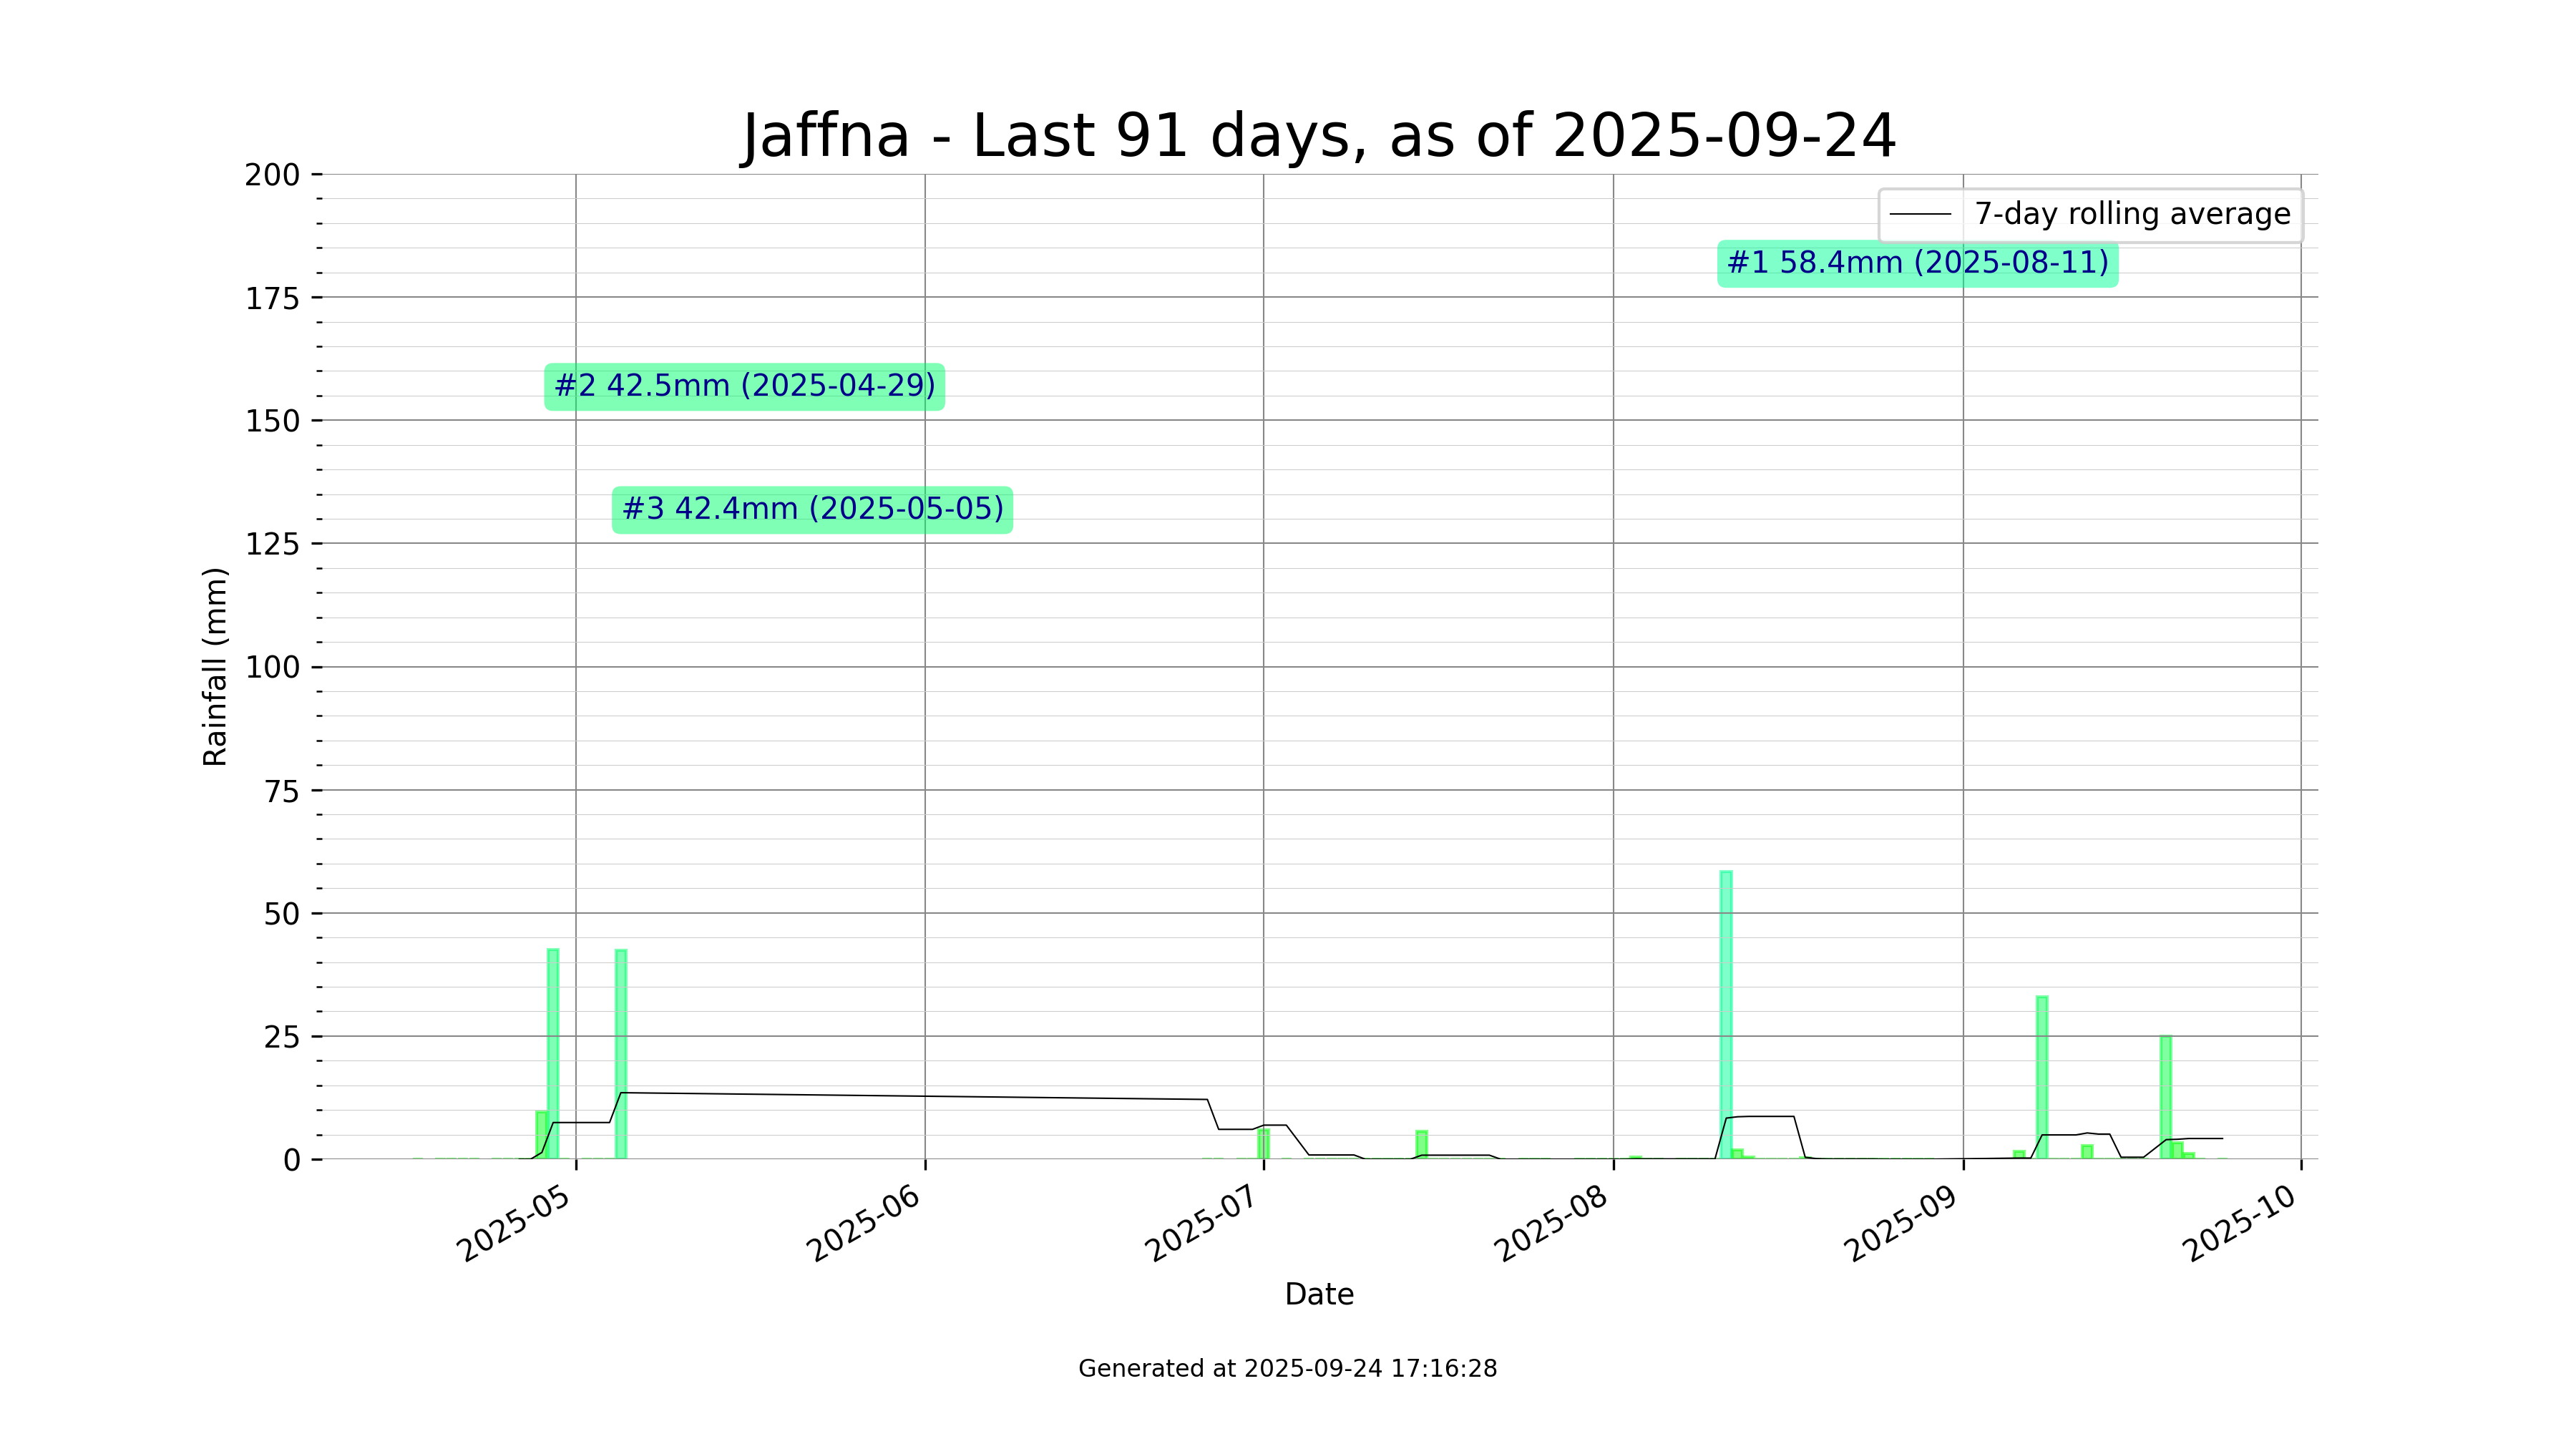 Jaffna - Last 91 days, as of 2025-09-24
7-day rolling average
#1 58.4mm (2025-08-11)
#2 42.5mm (2025-04-29)
#3 42.4mm (2025-05-05)
Rainfall (mm)
200
175
150
125
100
75
50
25
0
2025-05
2025-06
2025-07
2025-08
2025-09
2025-10
Date
Generated at 2025-09-24 17:16:28